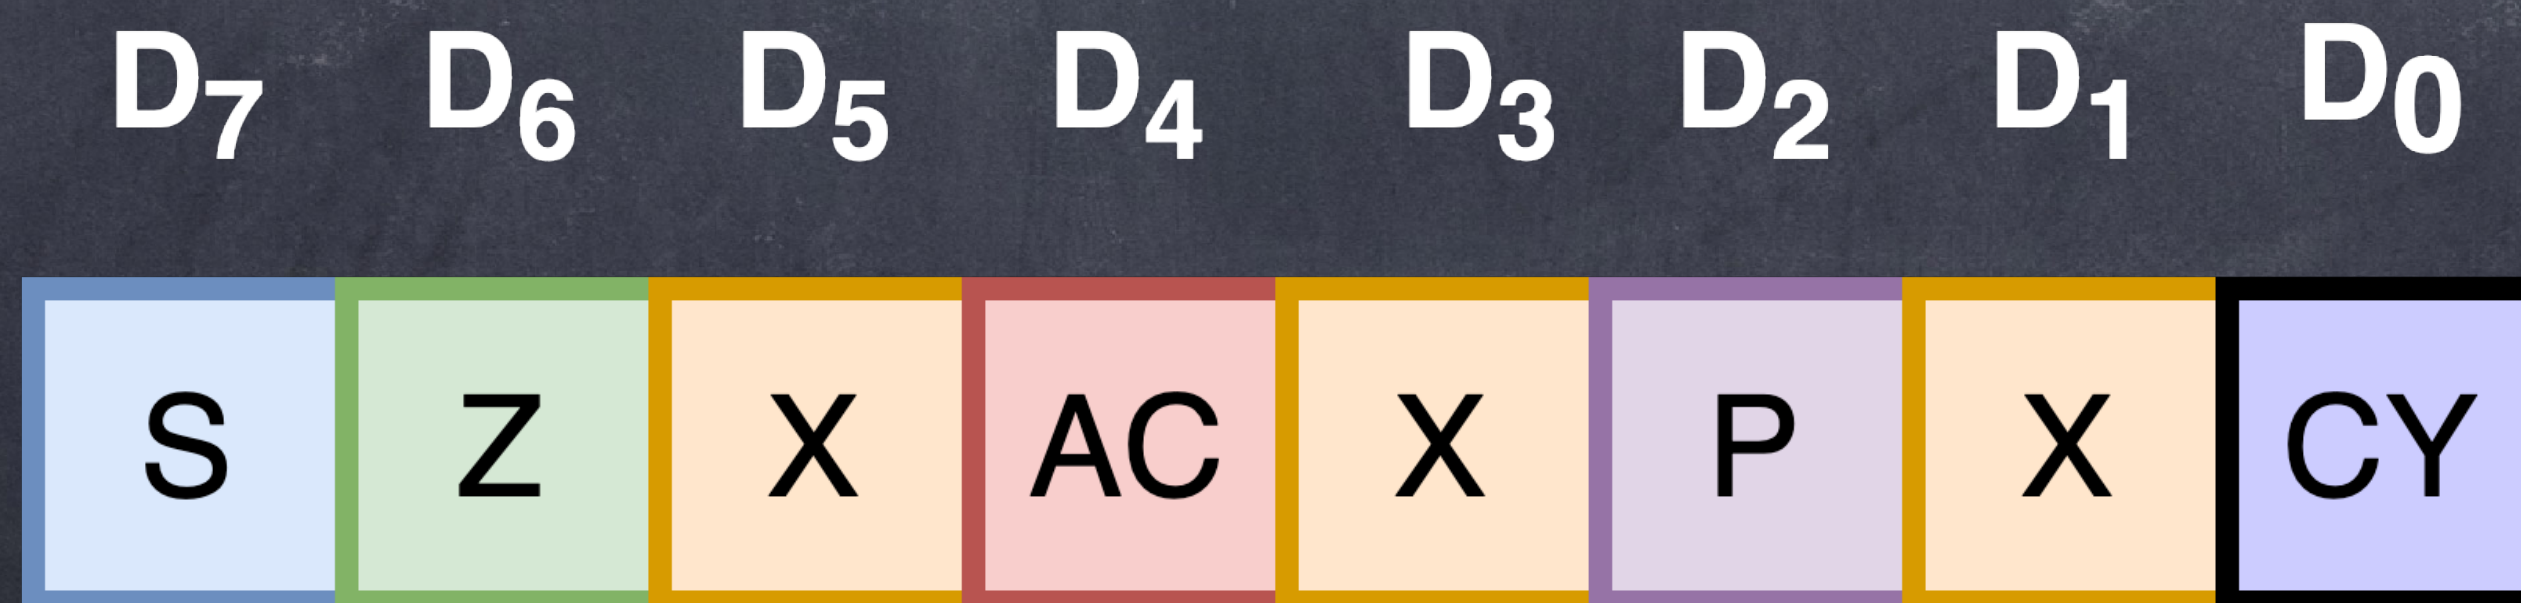 D7 D6 D5 D4 D3 D2 D1 D0
S Z X AC X P X CY